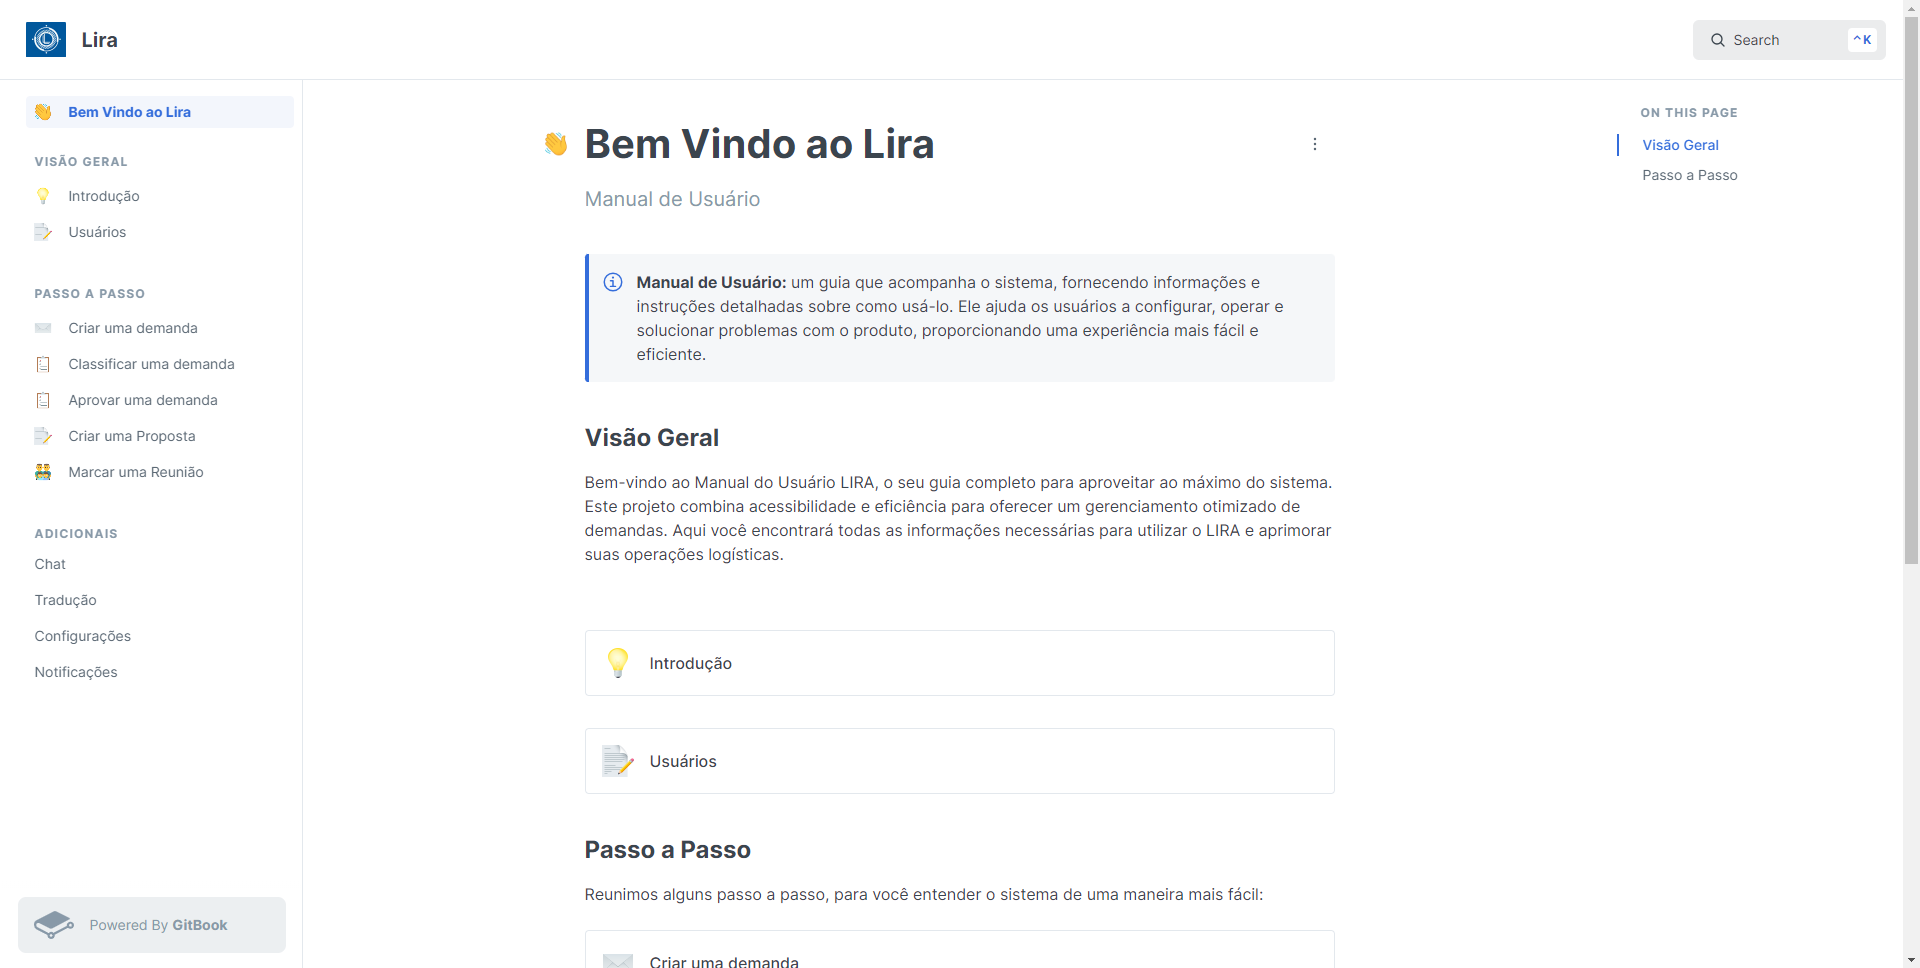 Lira
Search
^K
Bem Vindo ao Lira
VISÃO GERAL
Introdução
Usuários
PASSO A PASSO
Criar uma demanda
Classificar uma demanda
Aprovar uma demanda
Criar uma Proposta
Marcar uma Reunião
ADICIONAIS
Chat
Tradução
Configurações
Notificações
Powered By GitBook
Bem Vindo ao Lira
Manual de Usuário
Manual de Usuário: um guia que acompanha o sistema, fornecendo informações e
instruções detalhadas sobre como usá-lo. Ele ajuda os usuários a configurar, operar e
solucionar problemas com o produto, proporcionando uma experiência mais fácil e
eficiente.
Visão Geral
Bem-vindo ao Manual do Usuário LIRA, o seu guia completo para aproveitar ao máximo do sistema.
Este projeto combina acessibilidade e eficiência para oferecer um gerenciamento otimizado de
demandas. Aqui você encontrará todas as informações necessárias para utilizar o LIRA e aprimorar
suas operações logísticas.
Introdução
Usuários
Passo a Passo
Reunimos alguns passo a passo, para você entender o sistema de uma maneira mais fácil:
Criar uma demanda
ON THIS PAGE
Visão Geral
Passo a Passo